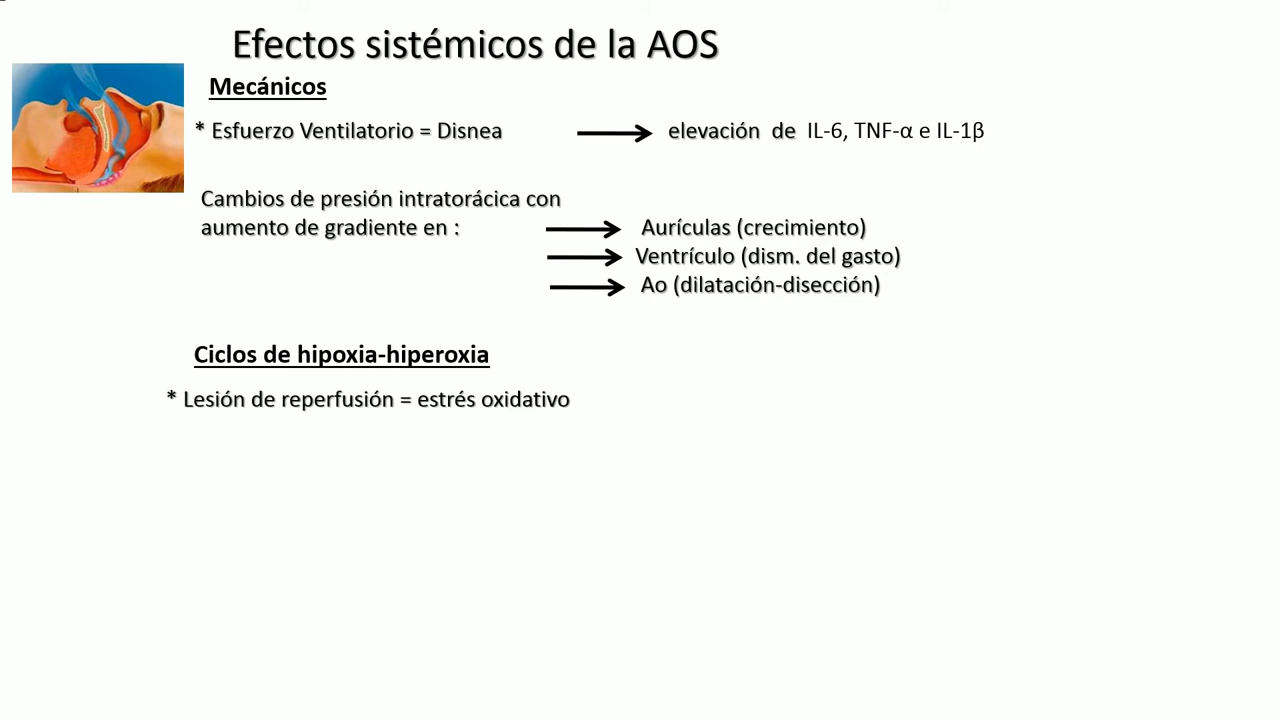 Efectos sistémicos de la AOS
Mecánicos
* Esfuerzo Ventilatorio = Disnea elevación de IL-6, TNF-α e IL-1β
Cambios de presión intratorácica con
aumento de gradiente en : Aurículas (crecimiento)
Ventrículo (dism. del gasto)
Ao (dilatación-disección)
Ciclos de hipoxia-hiperoxia
* Lesión de reperfusión = estrés oxidativo